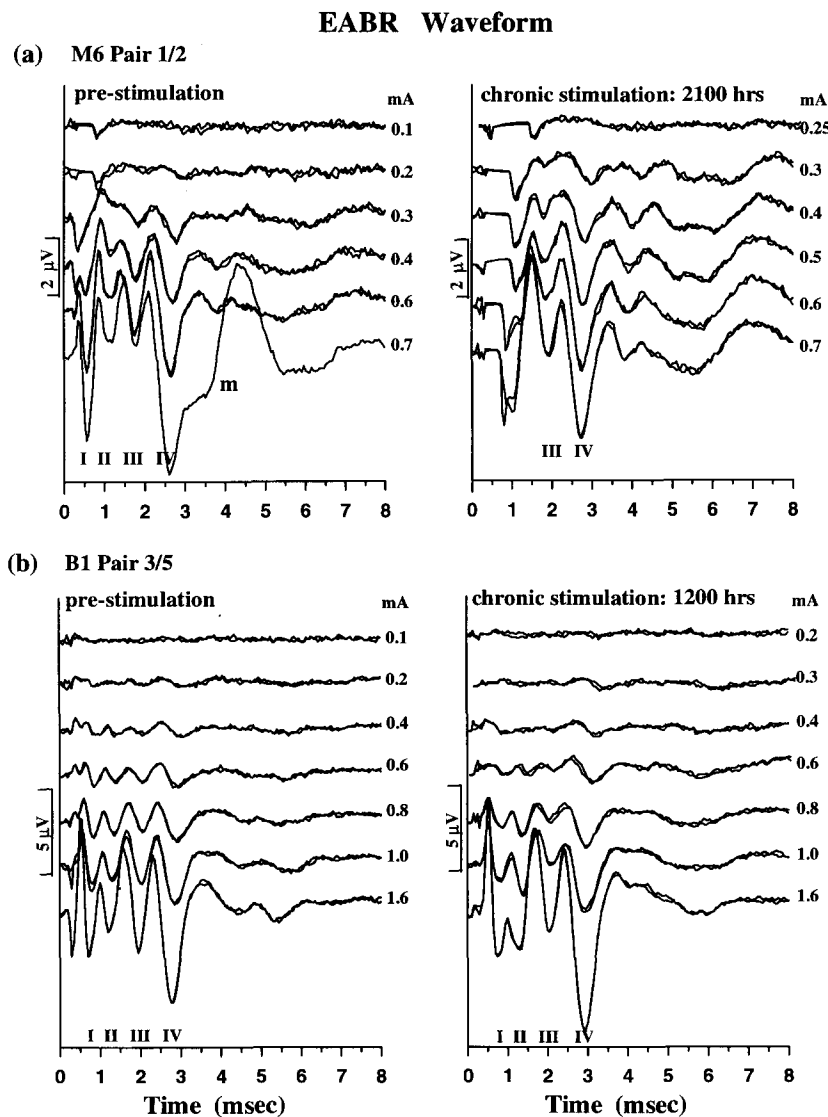 EABR Waveform
(a) M6 Pair 1/2
pre-stimulation mA
0.1
0.2
0.3
0.4
0.6
0.7
2 µV
m
I II III IV
0 1 2 3 4 5 6 7 8
chronic stimulation: 2100 hrs mA
0.25
0.3
0.4
0.5
0.6
0.7
2 µV
III IV
0 1 2 3 4 5 6 7 8
(b) B1 Pair 3/5
pre-stimulation mA
0.1
0.2
0.4
0.6
0.8
1.0
1.6
5 µV
I II III IV
0 1 2 3 4 5 6 7 8
Time (msec)
chronic stimulation: 1200 hrs mA
0.2
0.3
0.4
0.6
0.8
1.0
1.6
5 µV
I II III IV
0 1 2 3 4 5 6 7 8
Time (msec)